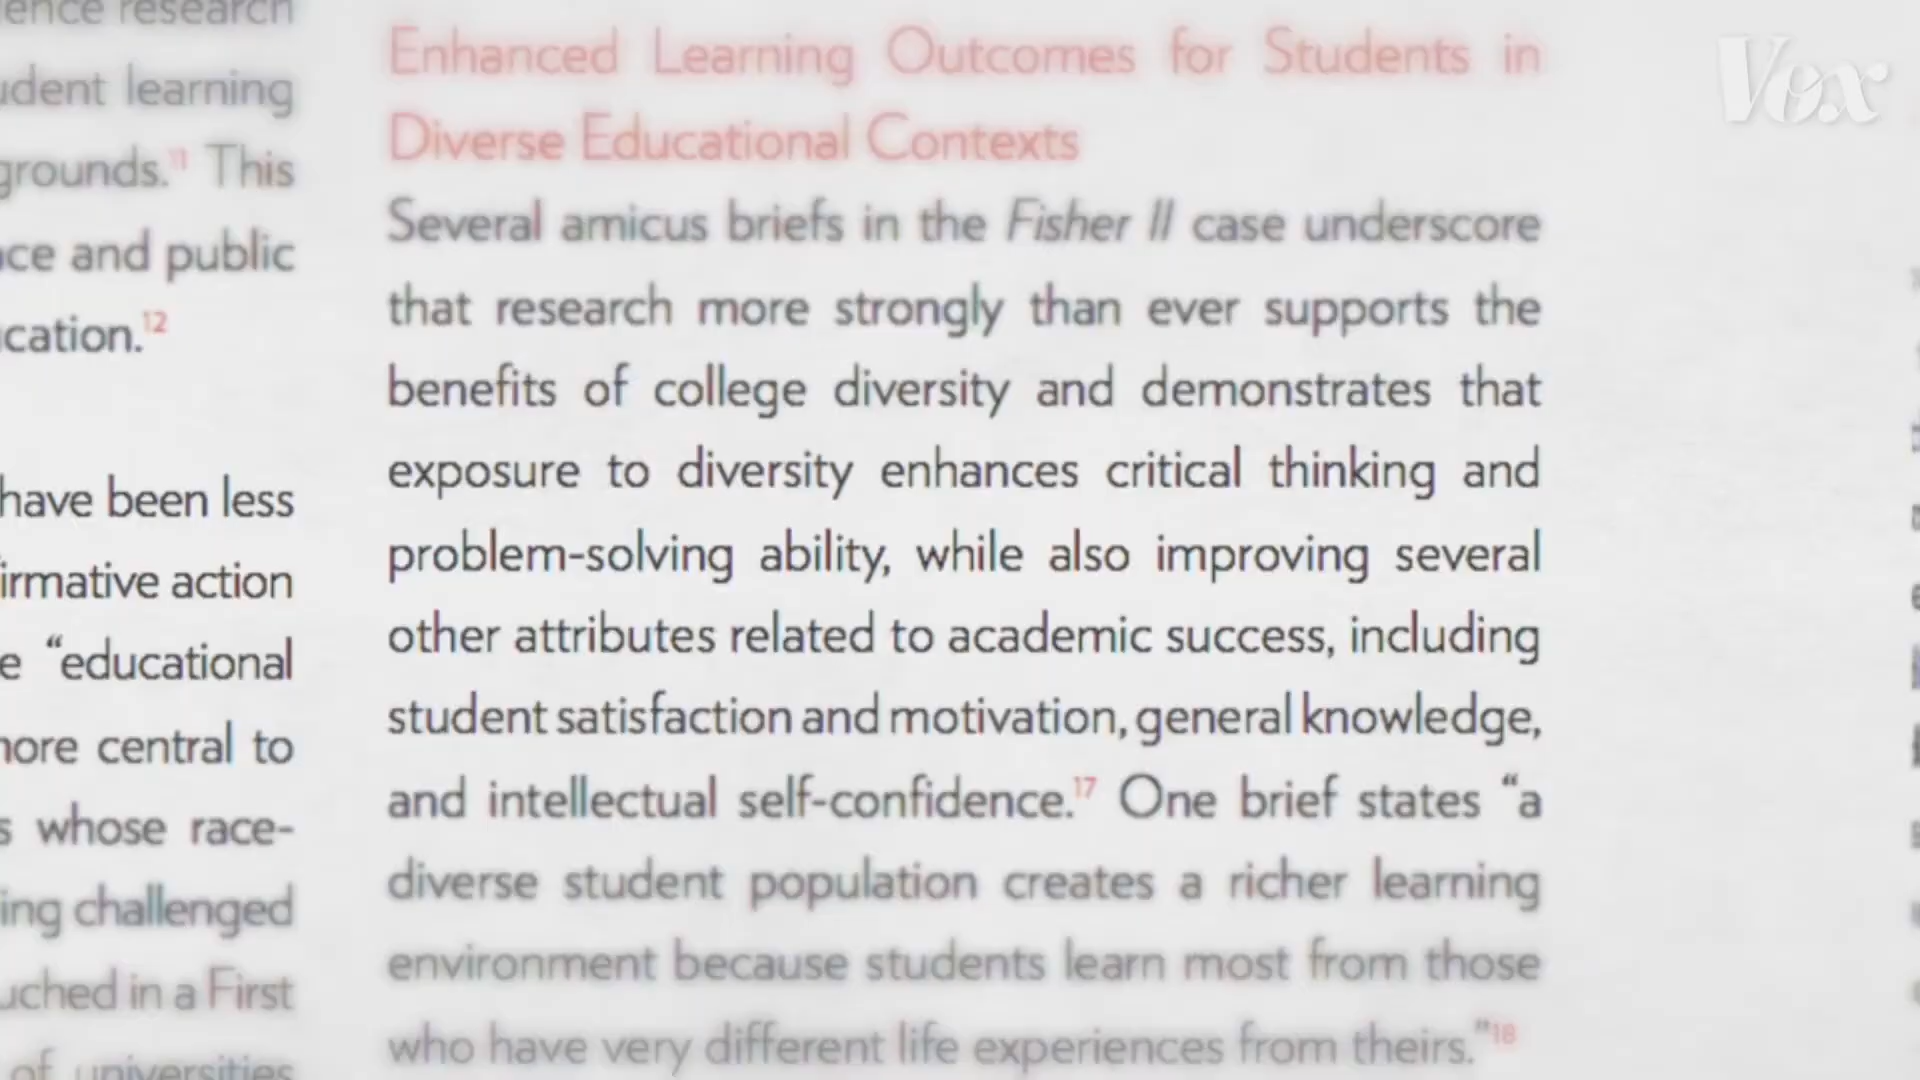 ence research
udent learning
grounds.11 This
ce and public
cation.12
have been less
irmative action
e “educational
more central to
s whose race-
ing challenged
uched in a First
of universities
Enhanced Learning Outcomes for Students in
Diverse Educational Contexts
Several amicus briefs in the Fisher II case underscore
that research more strongly than ever supports the
benefits of college diversity and demonstrates that
exposure to diversity enhances critical thinking and
problem-solving ability, while also improving several
other attributes related to academic success, including
student satisfaction and motivation, general knowledge,
and intellectual self-confidence.17 One brief states “a
diverse student population creates a richer learning
environment because students learn most from those
who have very different life experiences from theirs.”18
Vox